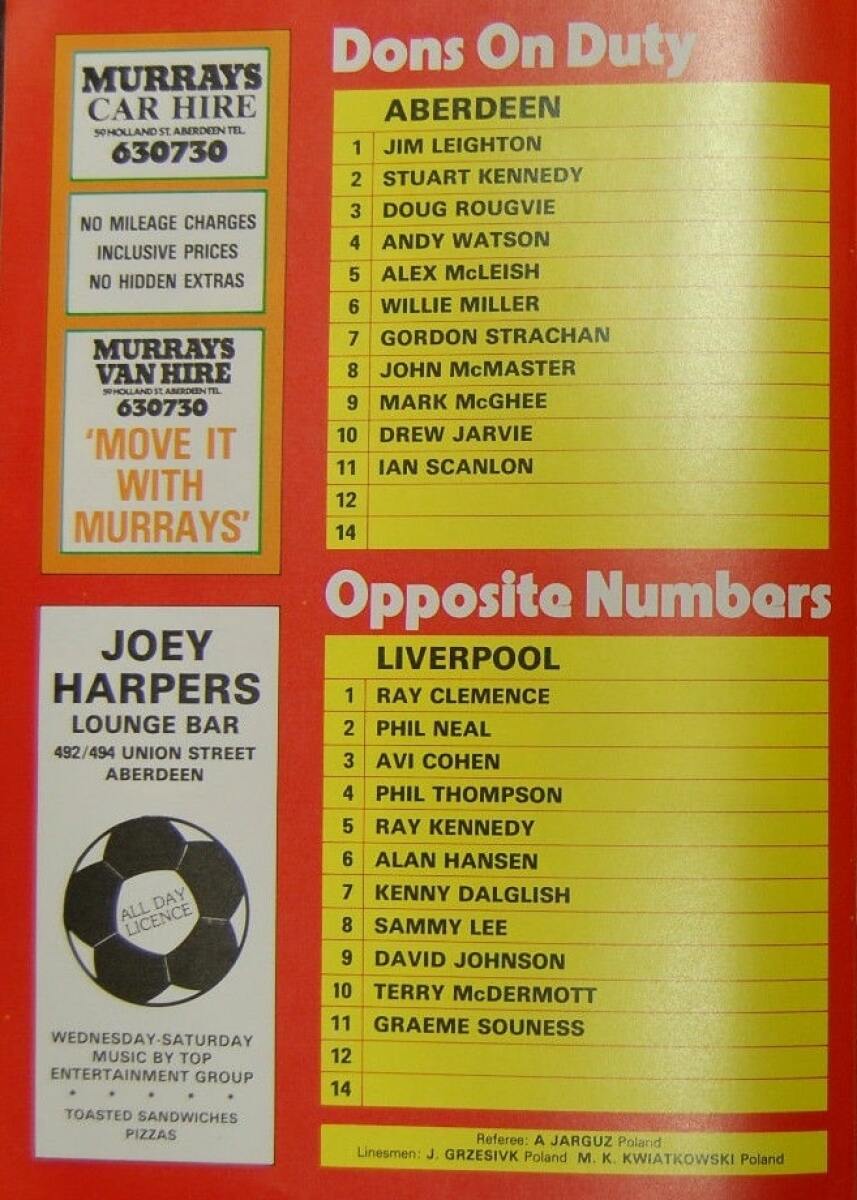 MURRAYS
CAR HIRE
59 HOLLAND ST. ABERDEEN TEL.
630730
NO MILEAGE CHARGES
INCLUSIVE PRICES
NO HIDDEN EXTRAS
MURRAYS
VAN HIRE
59 HOLLAND ST. ABERDEEN TEL.
630730
'MOVE IT
WITH
MURRAYS'
JOEY
HARPERS
LOUNGE BAR
492/494 UNION STREET
ABERDEEN
ALL DAY
LICENCE
WEDNESDAY-SATURDAY
MUSIC BY TOP
ENTERTAINMENT GROUP
* * * * *
TOASTED SANDWICHES
PIZZAS
Dons On Duty
ABERDEEN
1 JIM LEIGHTON
2 STUART KENNEDY
3 DOUG ROUGVIE
4 ANDY WATSON
5 ALEX McLEISH
6 WILLIE MILLER
7 GORDON STRACHAN
8 JOHN McMASTER
9 MARK McGHEE
10 DREW JARVIE
11 IAN SCANLON
12
14
Opposite Numbers
LIVERPOOL
1 RAY CLEMENCE
2 PHIL NEAL
3 AVI COHEN
4 PHIL THOMPSON
5 RAY KENNEDY
6 ALAN HANSEN
7 KENNY DALGLISH
8 SAMMY LEE
9 DAVID JOHNSON
10 TERRY McDERMOTT
11 GRAEME SOUNESS
12
14
Referee: A JARGUZ Poland
Linesmen: J. GRZESIVK Poland M. K. KWIATKOWSKI Poland